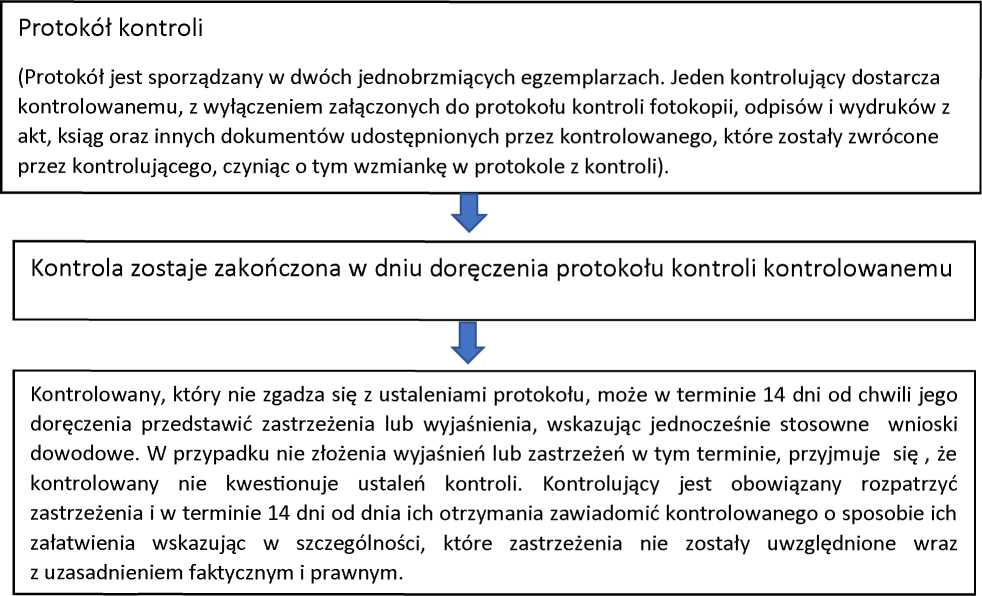 Protokół kontroli
(Protokół jest sporządzany w dwóch jednobrzmiących egzemplarzach. Jeden kontrolujący dostarcza
kontrolowanemu, z wyłączeniem załączonych do protokołu kontroli fotokopii, odpisów i wydruków z
akt, ksiąg oraz innych dokumentów udostępnionych przez kontrolowanego, które zostały zwrócone
przez kontrolującego, czyniąc o tym wzmiankę w protokole z kontroli).
Kontrola zostaje zakończona w dniu doręczenia protokołu kontroli kontrolowanemu
Kontrolowany, który nie zgadza się z ustaleniami protokołu, może w terminie 14 dni od chwili jego
doręczenia przedstawić zastrzeżenia lub wyjaśnienia, wskazując jednocześnie stosowne wnioski
dowodowe. W przypadku nie złożenia wyjaśnień lub zastrzeżeń w tym terminie, przyjmuje się , że
kontrolowany nie kwestionuje ustaleń kontroli. Kontrolujący jest obowiązany rozpatrzyć
zastrzeżenia i w terminie 14 dni od dnia ich otrzymania zawiadomić kontrolowanego o sposobie ich
załatwienia wskazując w szczególności, które zastrzeżenia nie zostały uwzględnione wraz
z uzasadnieniem faktycznym i prawnym.